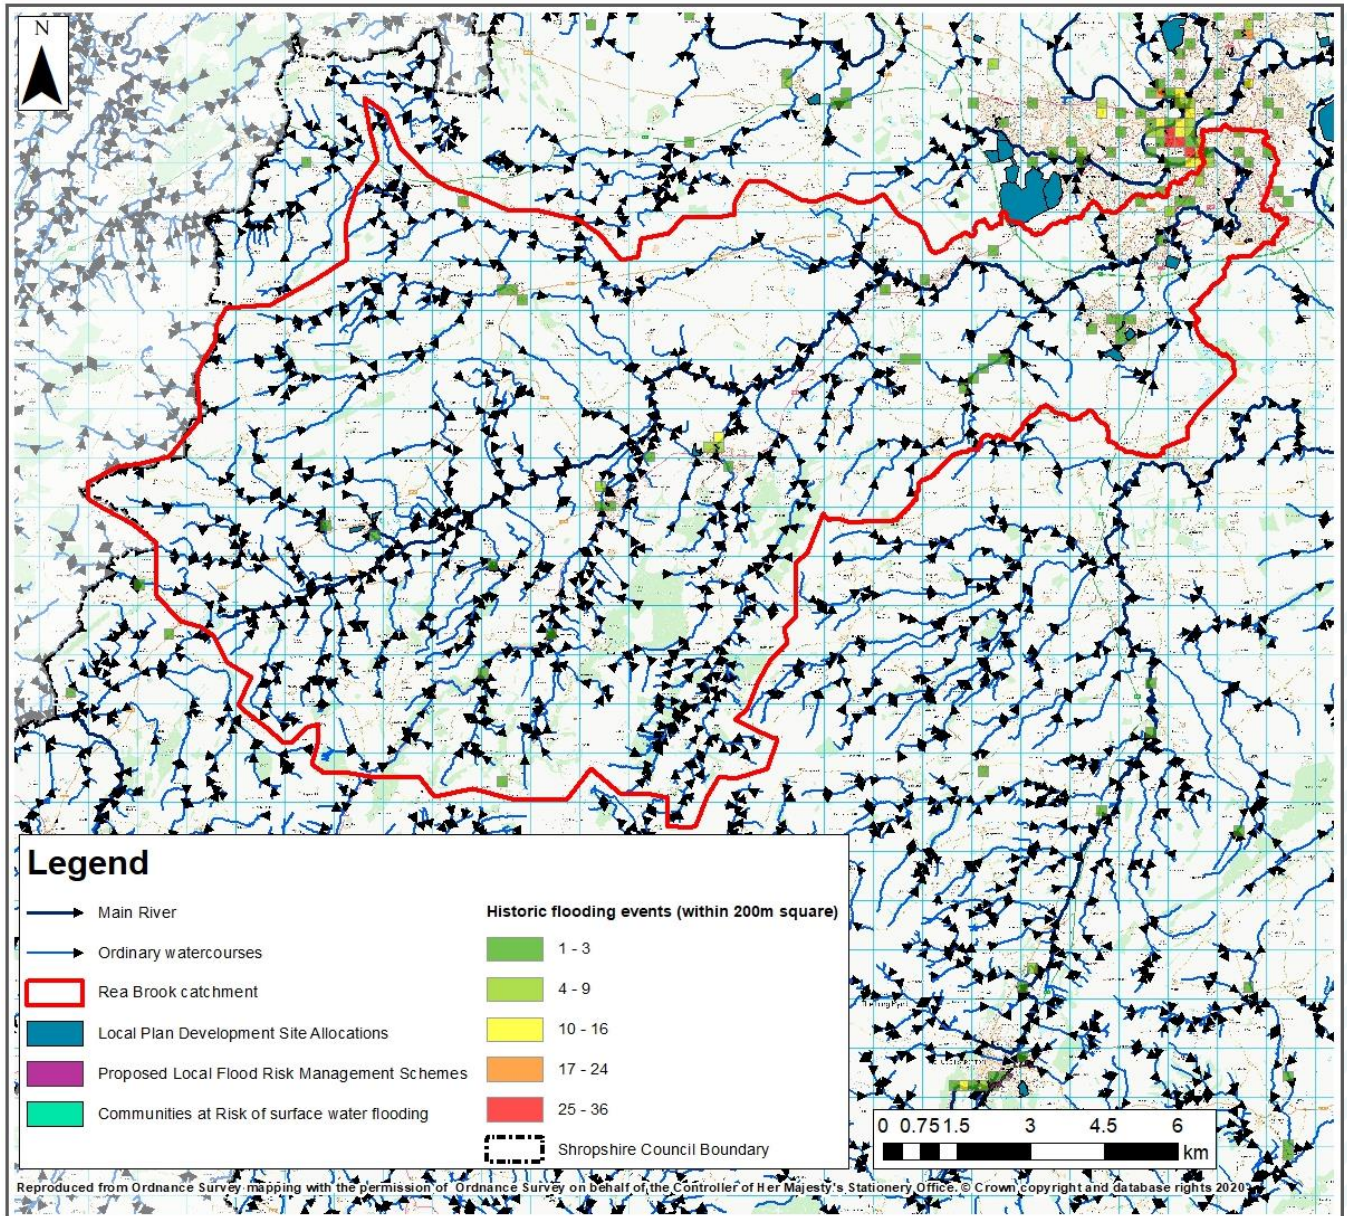 N
Legend
Main River
Ordinary watercourses
Rea Brook catchment
Local Plan Development Site Allocations
Proposed Local Flood Risk Management Schemes
Communities at Risk of surface water flooding
Historic flooding events (within 200m square)
1 - 3
4 - 9
10 - 16
17 - 24
25 - 36
Shropshire Council Boundary
0 0.75 1.5 3 4.5 6
km
Reproduced from Ordnance Survey mapping with the permission of Ordnance Survey on behalf of the Controller of Her Majesty's Stationery Office. © Crown copyright and database rights 2020